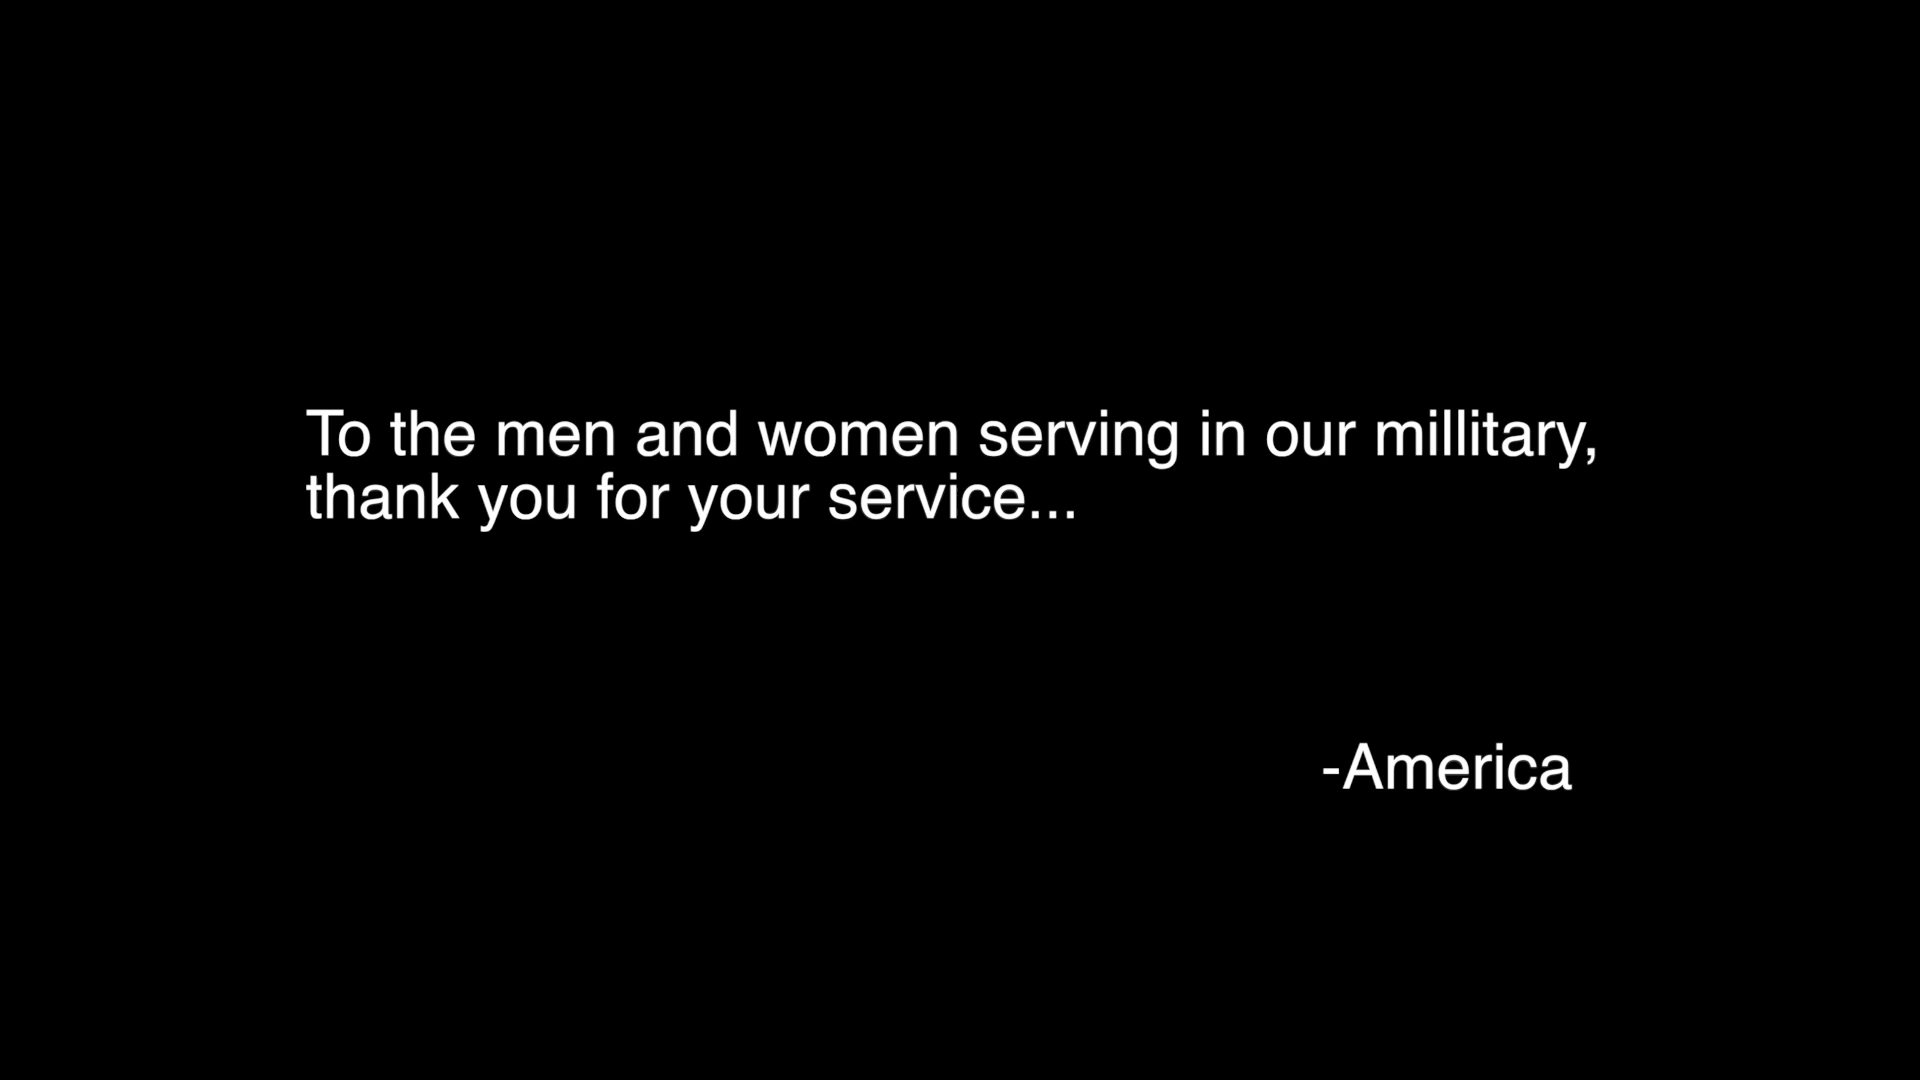 To the men and women serving in our millitary,
thank you for your service...
-America